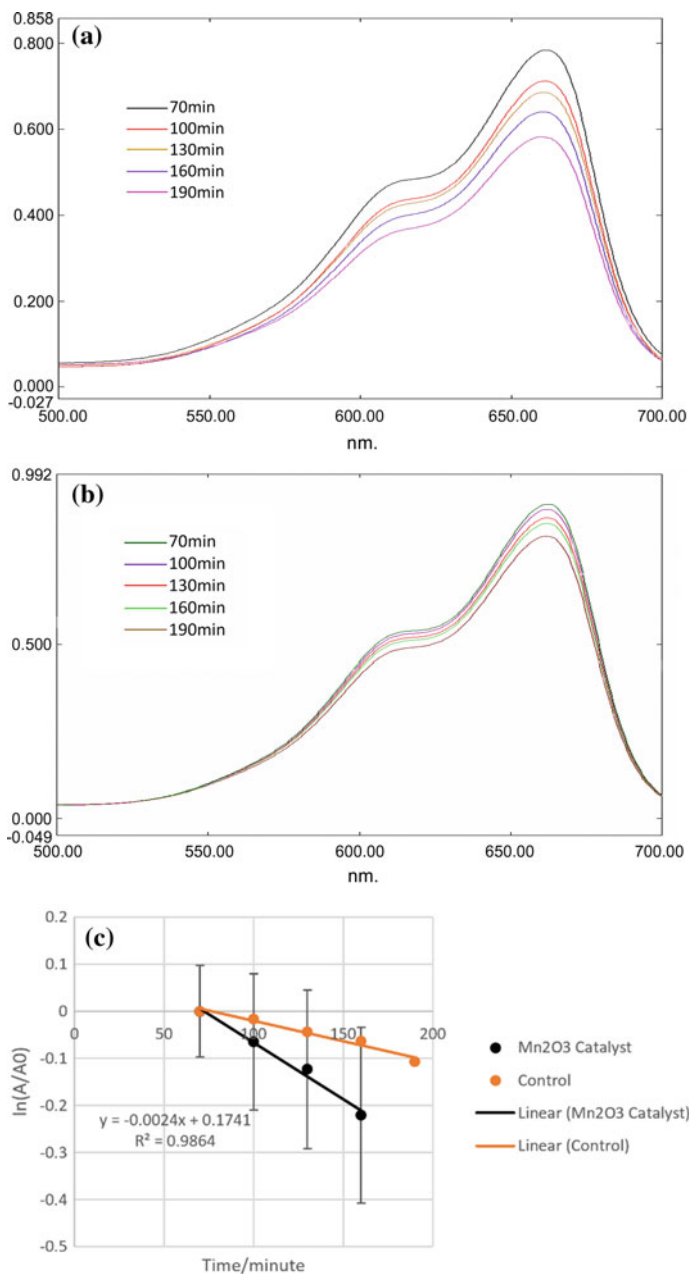 0.858
(a)
0.800
70min
100min
0.600
130min
160min
190min
0.400
0.200
0.000
-0.027
500.00 550.00 600.00 650.00 700.00
nm.
0.992
(b)
70min
100min
130min
0.500
160min
190min
0.000
-0.049
500.00 550.00 600.00 650.00 700.00
nm.
0.2
(c)
0.1
0
0 50 100 150 200
-0.1
y = -0.0024x + 0.1741
R² = 0.9864
-0.2
-0.3
-0.4
-0.5
ln(A/A0)
Time/minute
Mn2O3 Catalyst
Control
Linear (Mn2O3 Catalyst)
Linear (Control)